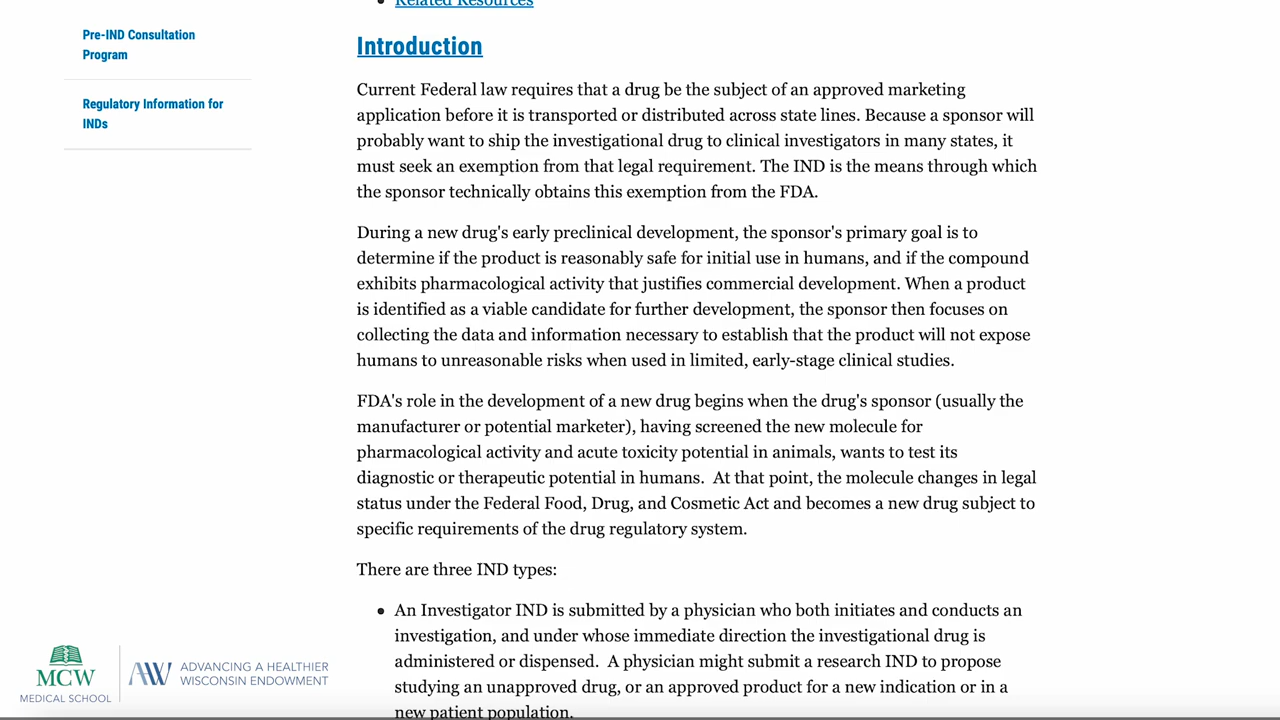 Related Resources
Pre-IND Consultation
Program
Regulatory Information for
INDs
Introduction
Current Federal law requires that a drug be the subject of an approved marketing
application before it is transported or distributed across state lines. Because a sponsor will
probably want to ship the investigational drug to clinical investigators in many states, it
must seek an exemption from that legal requirement. The IND is the means through which
the sponsor technically obtains this exemption from the FDA.
During a new drug's early preclinical development, the sponsor's primary goal is to
determine if the product is reasonably safe for initial use in humans, and if the compound
exhibits pharmacological activity that justifies commercial development. When a product
is identified as a viable candidate for further development, the sponsor then focuses on
collecting the data and information necessary to establish that the product will not expose
humans to unreasonable risks when used in limited, early-stage clinical studies.
FDA's role in the development of a new drug begins when the drug's sponsor (usually the
manufacturer or potential marketer), having screened the new molecule for
pharmacological activity and acute toxicity potential in animals, wants to test its
diagnostic or therapeutic potential in humans.  At that point, the molecule changes in legal
status under the Federal Food, Drug, and Cosmetic Act and becomes a new drug subject to
specific requirements of the drug regulatory system.
There are three IND types:
• An Investigator IND is submitted by a physician who both initiates and conducts an
investigation, and under whose immediate direction the investigational drug is
administered or dispensed.  A physician might submit a research IND to propose
studying an unapproved drug, or an approved product for a new indication or in a
new patient population.
MCW
MEDICAL SCHOOL
AW
ADVANCING A HEALTHIER
WISCONSIN ENDOWMENT